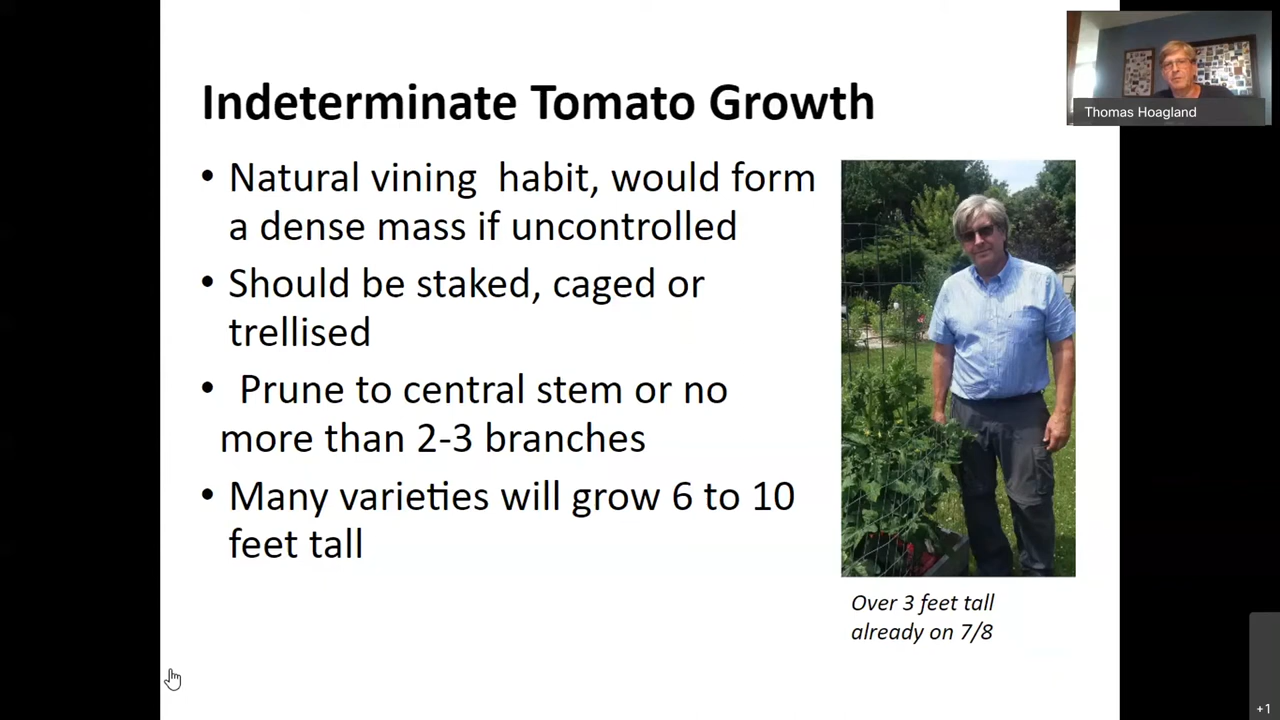 Indeterminate Tomato Growth
Thomas Hoagland
• Natural vining  habit, would form
a dense mass if uncontrolled
• Should be staked, caged or
trellised
•  Prune to central stem or no
more than 2-3 branches
• Many varieties will grow 6 to 10
feet tall
Over 3 feet tall
already on 7/8
+1